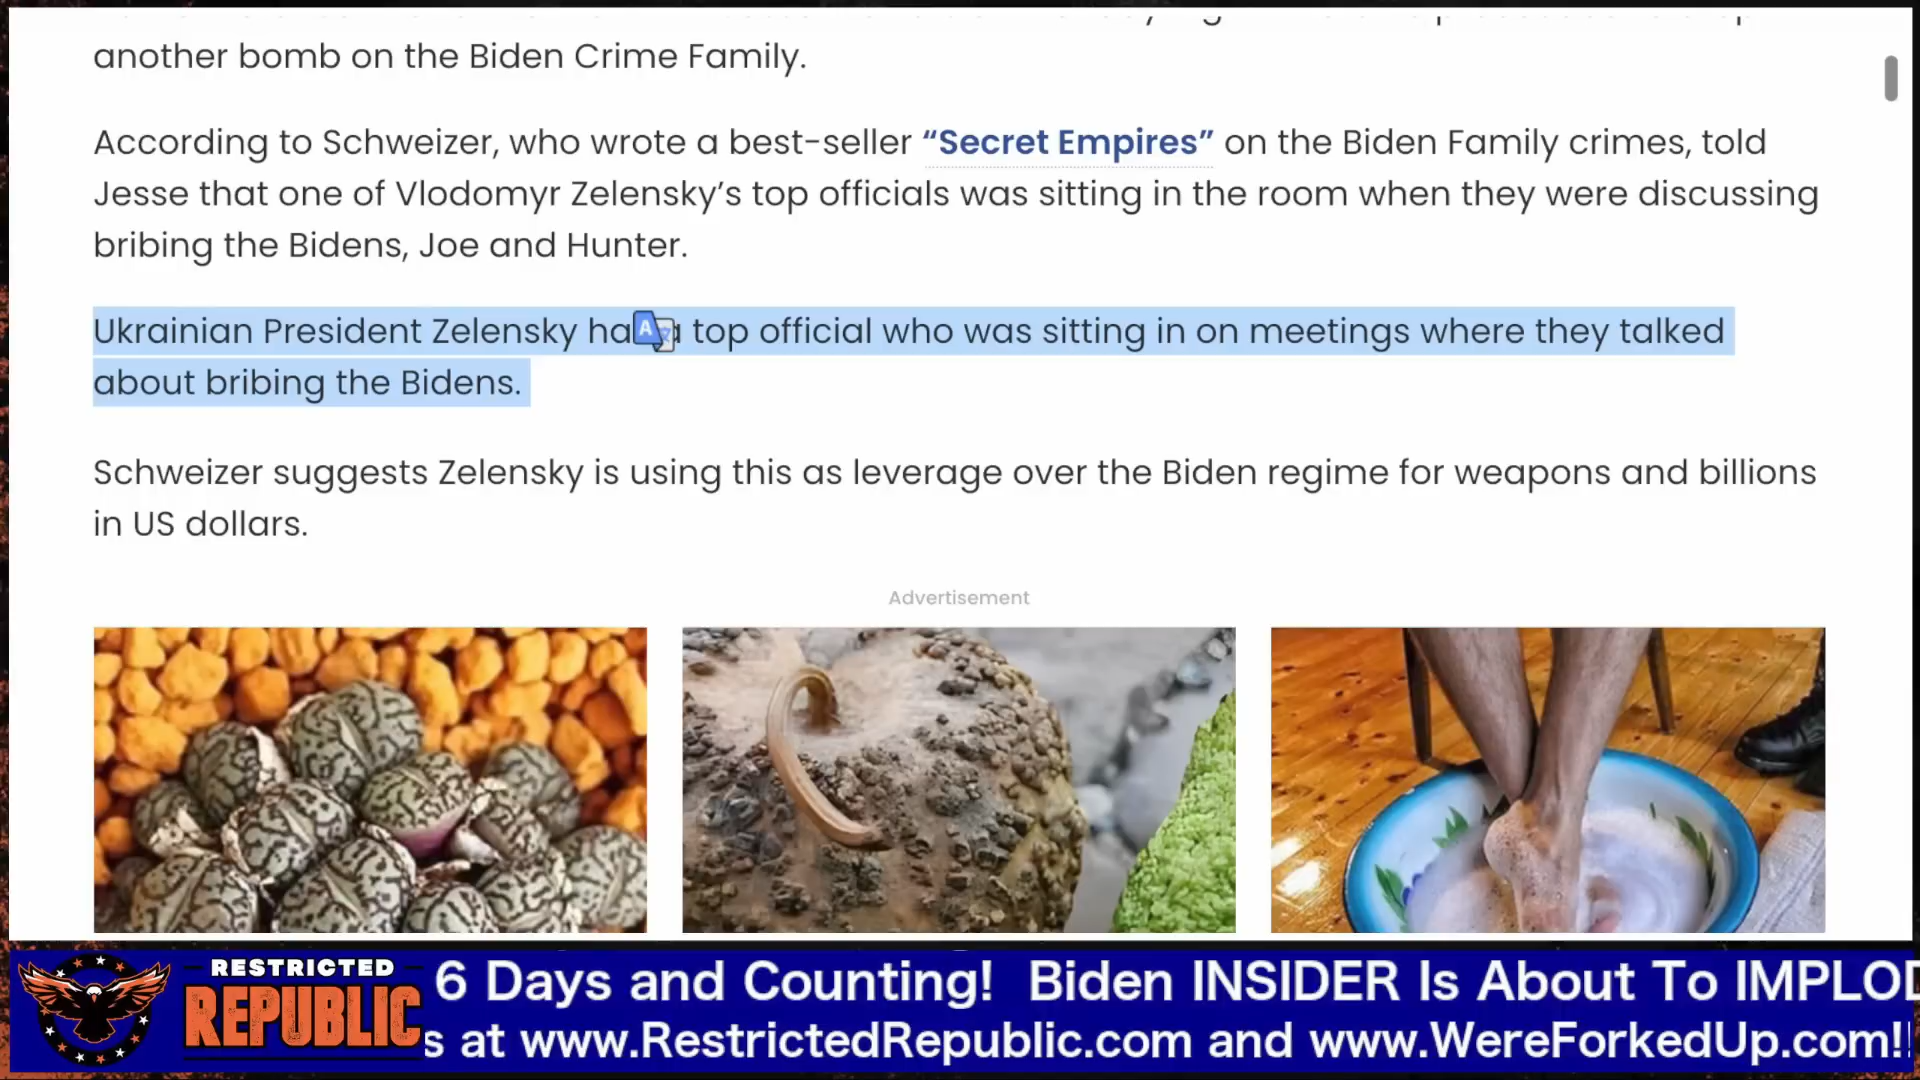 another bomb on the Biden Crime Family.
According to Schweizer, who wrote a best-seller “Secret Empires” on the Biden Family crimes, told
Jesse that one of Vlodomyr Zelensky’s top officials was sitting in the room when they were discussing
bribing the Bidens, Joe and Hunter.
Ukrainian President Zelensky ha top official who was sitting in on meetings where they talked
about bribing the Bidens.
Schweizer suggests Zelensky is using this as leverage over the Biden regime for weapons and billions
in US dollars.
Advertisement
RESTRICTED
REPUBLIC
6 Days and Counting! Biden INSIDER Is About To IMPLOD
s at www.RestrictedRepublic.com and www.WereForkedUp.com!!